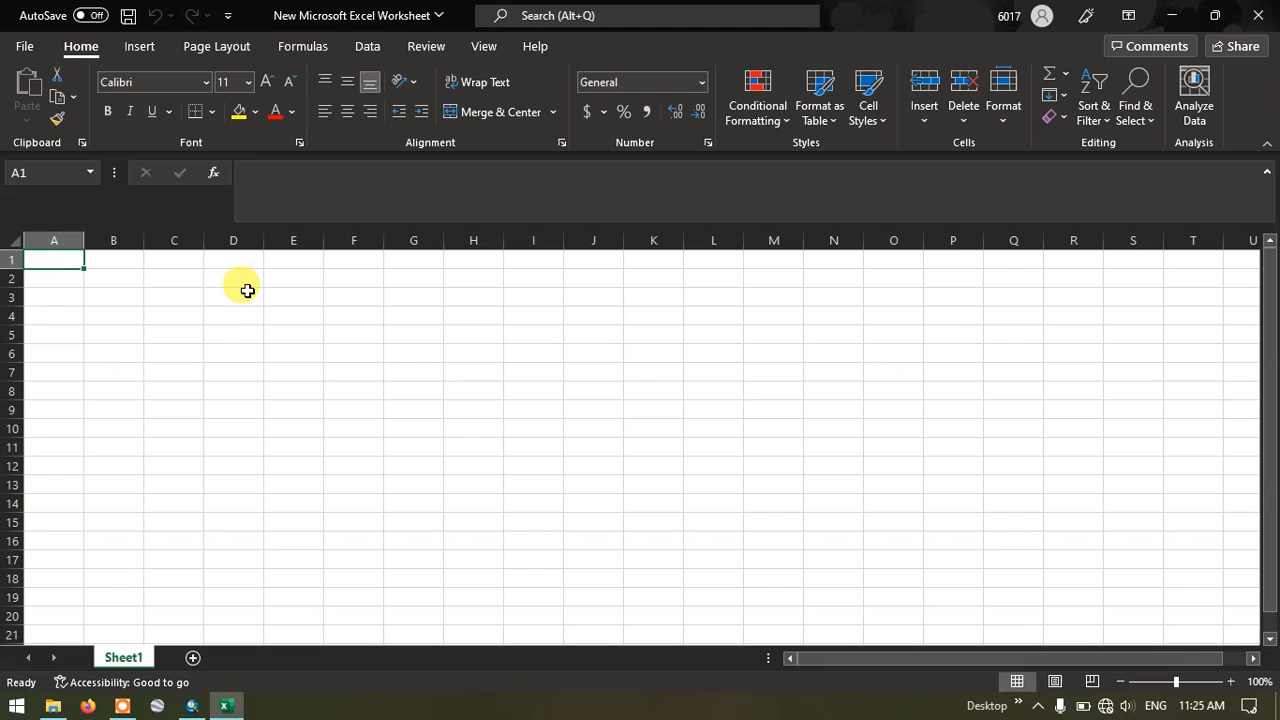 AutoSave Off New Microsoft Excel Worksheet Search (Alt+Q) 6017
File Home Insert Page Layout Formulas Data Review View Help Comments Share
Paste Calibri 11 Wrap Text General Conditional Formatting Format as Table Cell Styles Insert Delete Format Sort & Filter Find & Select Analyze Data
B I U A Merge & Center $ %
Clipboard Font Alignment Number Styles Cells Editing Analysis
A1 fx
A B C D E F G H I J K L M N O P Q R S T U
1
2
3
4
5
6
7
8
9
10
11
12
13
14
15
16
17
18
19
20
21
Sheet1
Ready Accessibility: Good to go 100%
Desktop ENG 11:25 AM